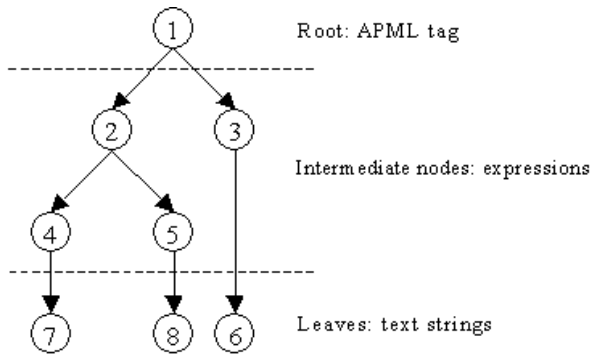 1 Root: APML tag
2 3
Intermediate nodes: expressions
4 5
7 8 6 Leaves: text strings